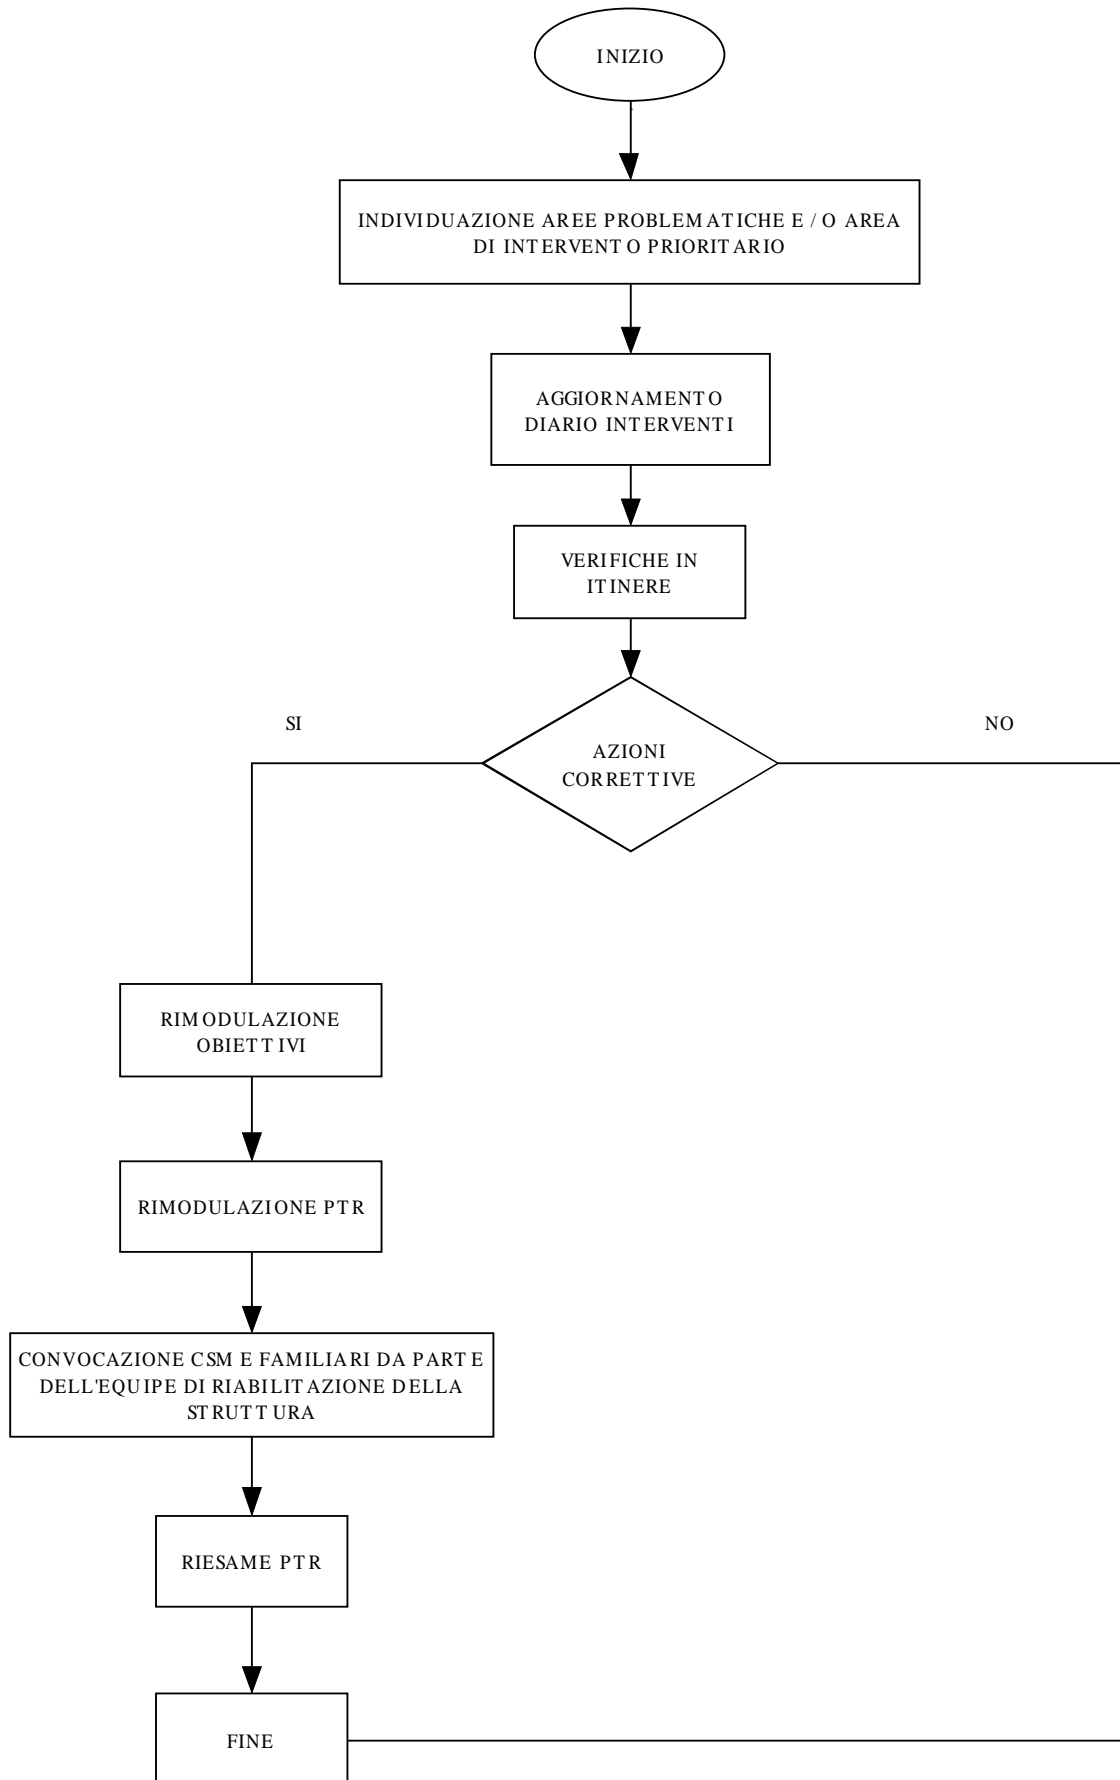 INIZIO
INDIVIDUAZIONE AREE PROBLEMATICHE E / O AREA
DI INTERVENTO PRIORITARIO
AGGIORNAMENTO
DIARIO INTERVENTI
VERIFICHE IN
ITINERE
SI
NO
AZIONI
CORRETTIVE
RIMODULAZIONE
OBIETTIVI
RIMODULAZIONE PTR
CONVOCAZIONE CSM E FAMILIARI DA PARTE
DELL'EQUIPE DI RIABILITAZIONE DELLA
STRUTTURA
RIESAME PTR
FINE